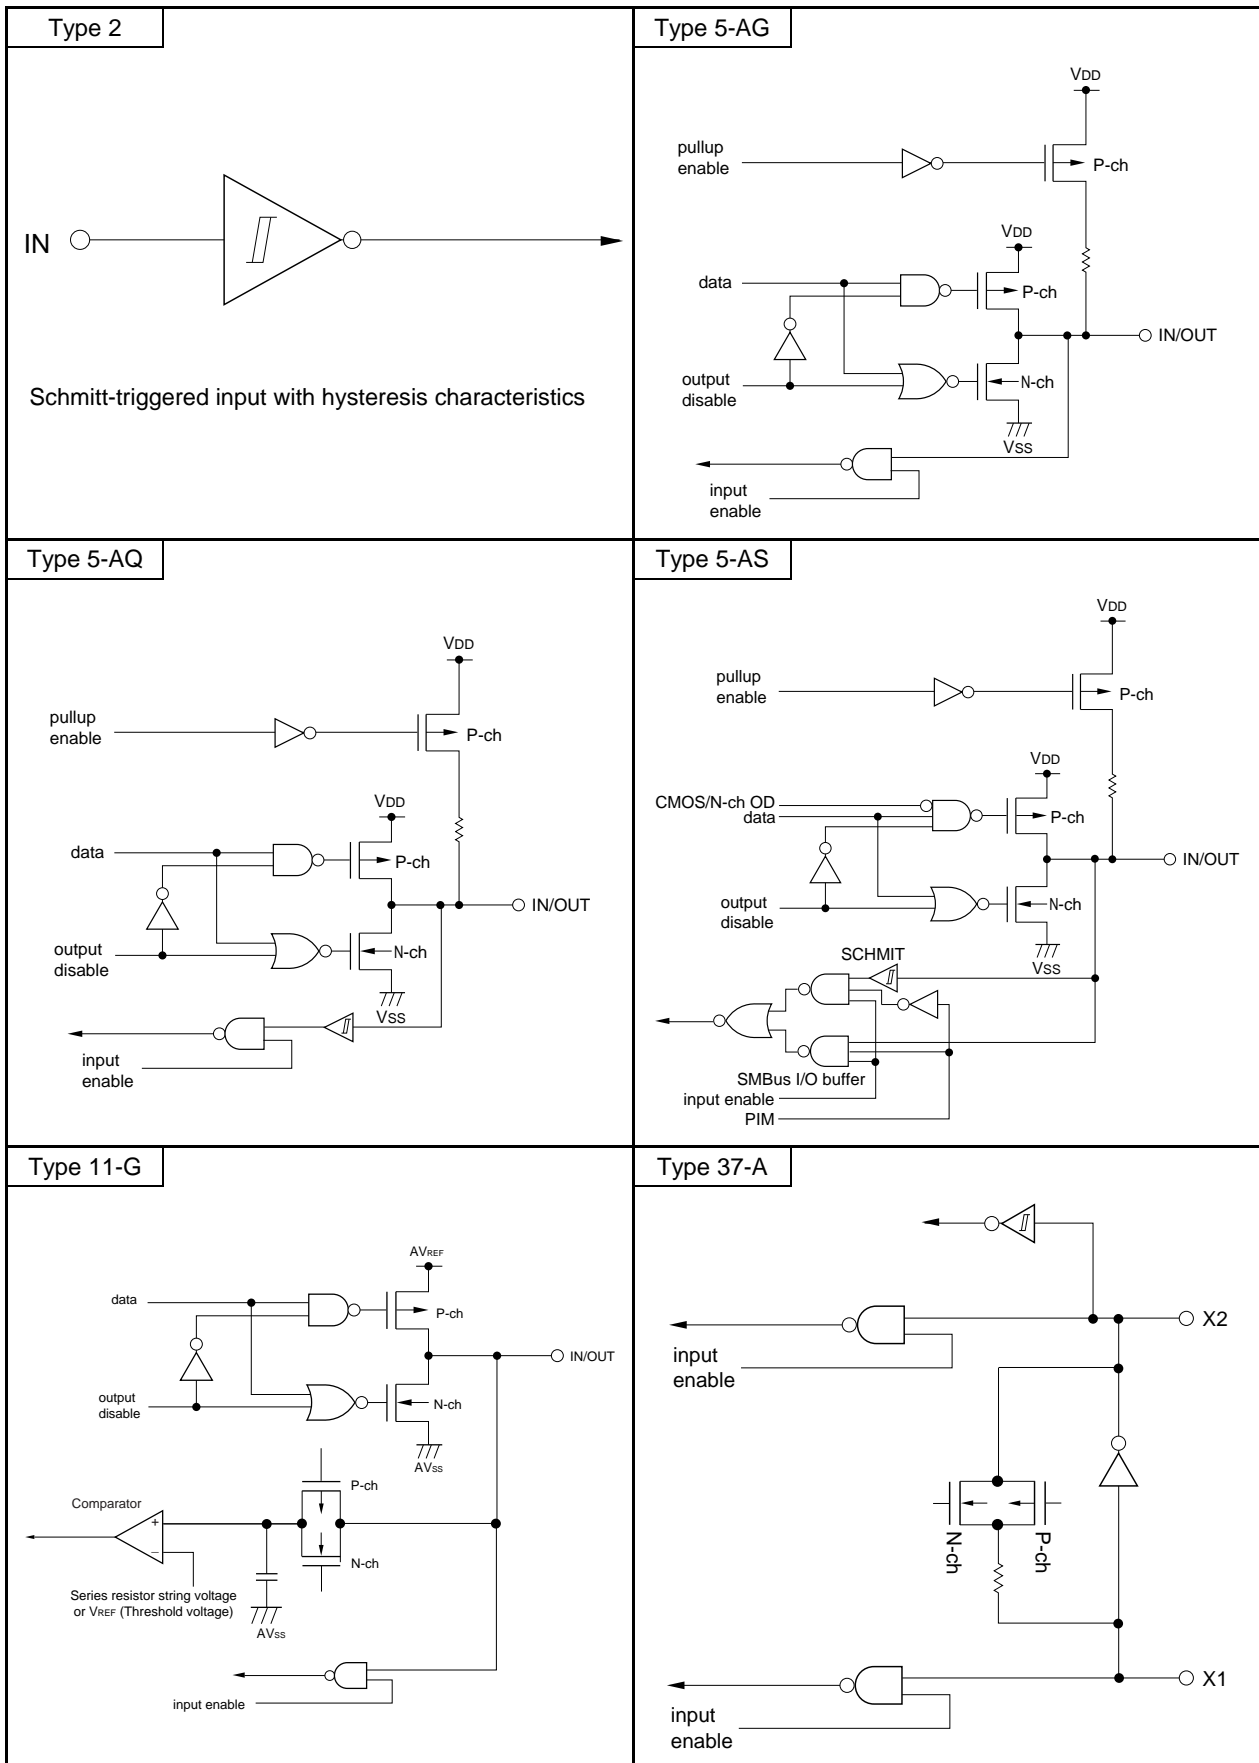 Type 2
IN
Schmitt-triggered input with hysteresis characteristics
Type 5-AG
VDD
pullup
enable
P-ch
VDD
data
P-ch
IN/OUT
output
disable
N-ch
VSS
input
enable
Type 5-AQ
VDD
pullup
enable
P-ch
VDD
data
P-ch
IN/OUT
output
disable
N-ch
VSS
input
enable
Type 5-AS
VDD
pullup
enable
P-ch
VDD
CMOS/N-ch OD
data
P-ch
IN/OUT
output
disable
N-ch
SCHMIT
VSS
SMBus I/O buffer
input enable
PIM
Type 11-G
AVREF
data
P-ch
IN/OUT
output
disable
N-ch
AVSS
P-ch
Comparator
+
−
N-ch
Series resistor string voltage
or VREF (Threshold voltage)
AVSS
input enable
Type 37-A
X2
input
enable
N-ch
P-ch
X1
input
enable